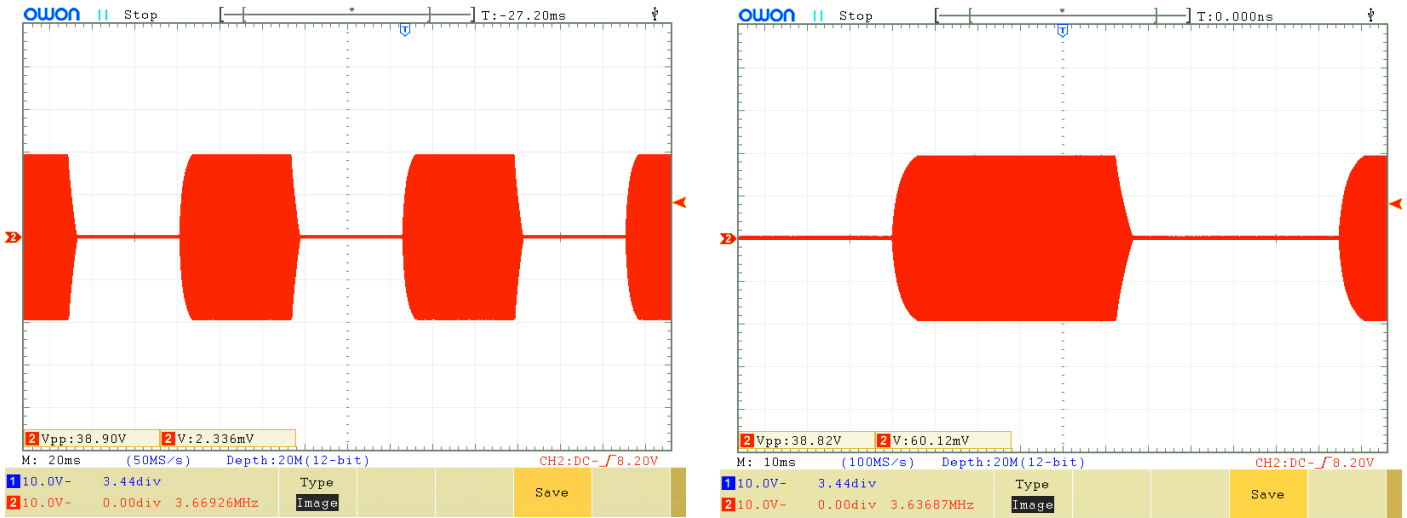 OWON Stop T:-27.20ms
T
2
2 Vpp:38.90V 2 V:2.336mV
M: 20ms (50MS/s) Depth:20M(12-bit) CH2:DC-8.20V
1 10.0V- 3.44div Type
Save
2 10.0V- 0.00div 3.66926MHz Image
OWON Stop T:0.000ns
T
2
2 Vpp:38.82V 2 V:60.12mV
M: 10ms (100MS/s) Depth:20M(12-bit) CH2:DC-8.20V
1 10.0V- 3.44div Type
Save
2 10.0V- 0.00div 3.63687MHz Image